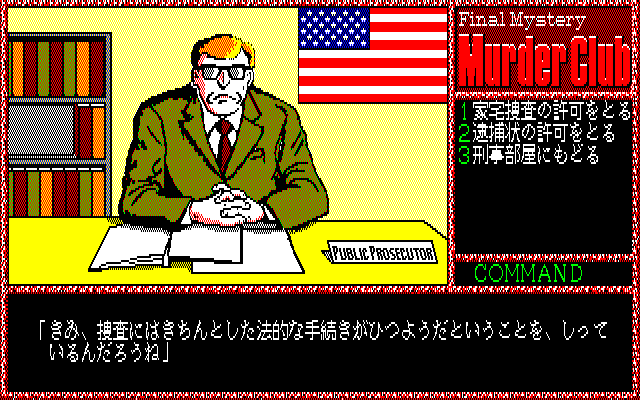 Final Mystery
Murder Club
1 家宅捜査の許可をとる
2 逮捕状の許可をとる
3 刑事部屋にもどる
PUBLIC PROSECUTOR
COMMAND
「きみ、捜査にはきちんとした法的な手続きがひつようだということを、しって
いるんだろうね」